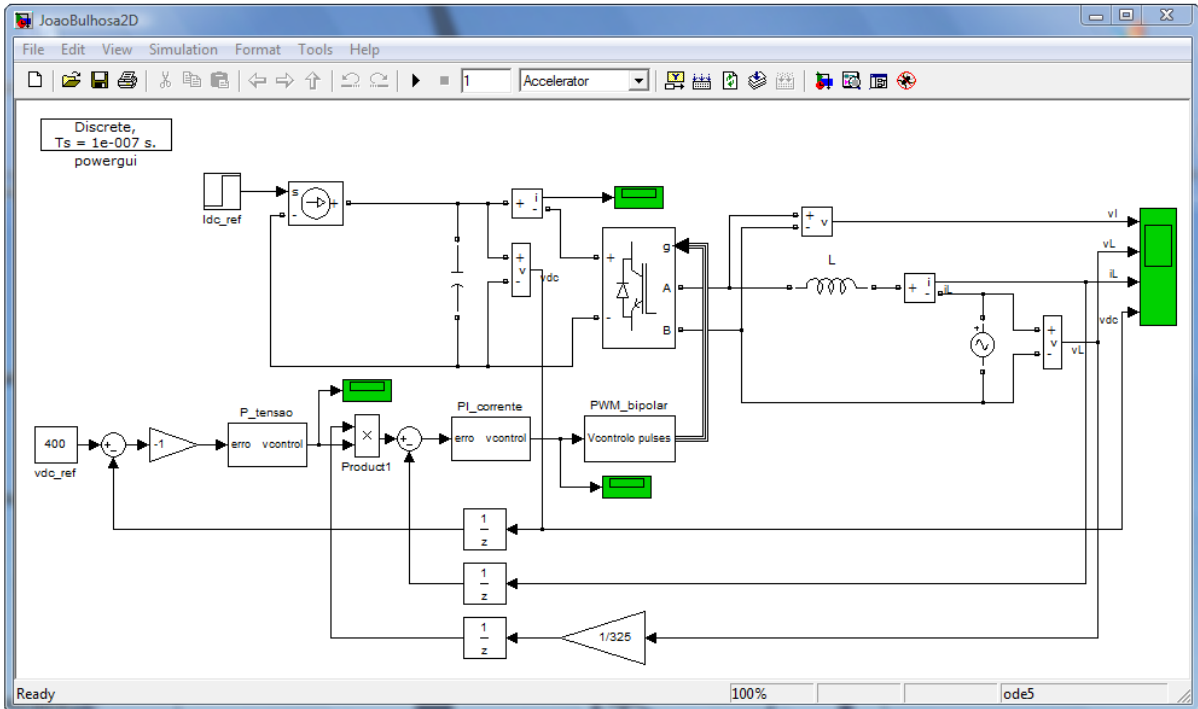 JoaoBulhosa2D
File Edit View Simulation Format Tools Help
1 Accelerator
Discrete,
Ts = 1e-007 s.
powergui
s
+
-
Idc_ref
+ i
-
+
v
-
vdc
g
+
A
-
B
+
-
v
vI
L
+ i
-
iL
vL
iL
vdc
+
v
-
vL
+
400
vdc_ref
+
-
-1
P_tensao
erro vcontrol
×
Product1
+
-
PI_corrente
erro vcontrol
PWM_bipolar
Vcontrolo pulses
1
z
1
z
1
z
1/325
Ready 100% ode5